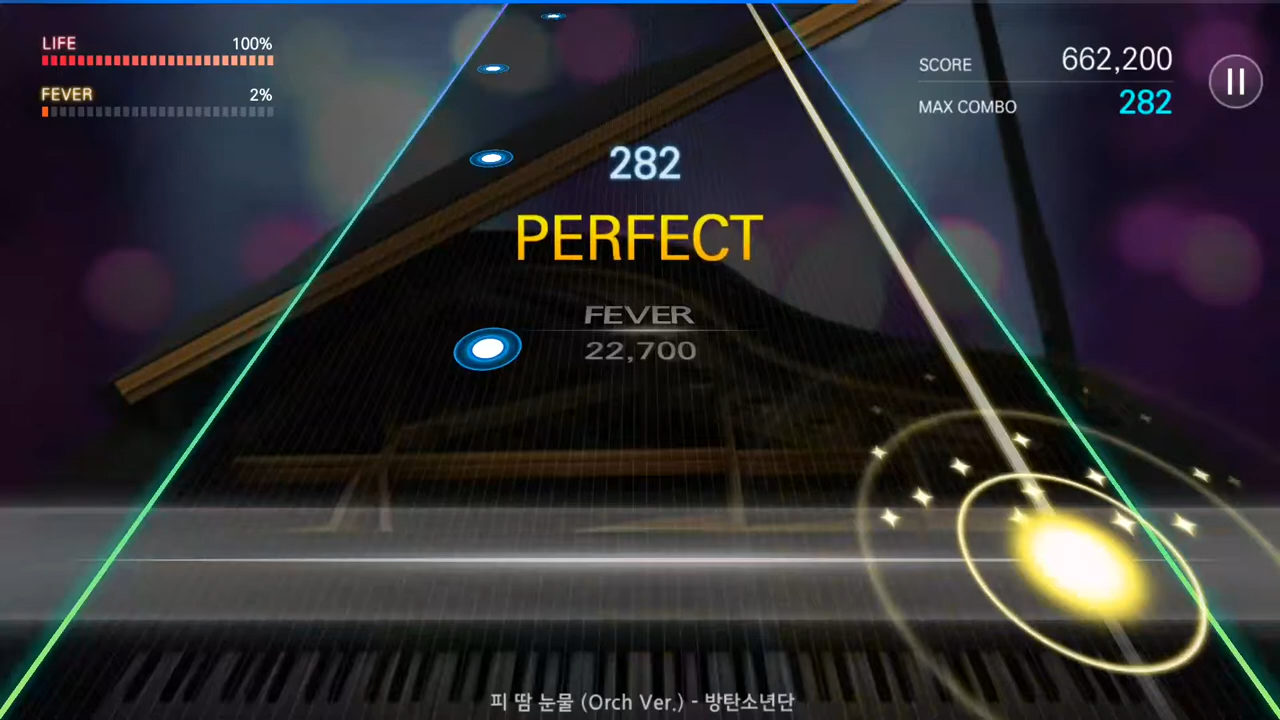 LIFE 100%
FEVER 2%
SCORE 662,200
MAX COMBO 282
282
PERFECT
FEVER
22,700
피 땀 눈물 (Orch Ver.) - 방탄소년단